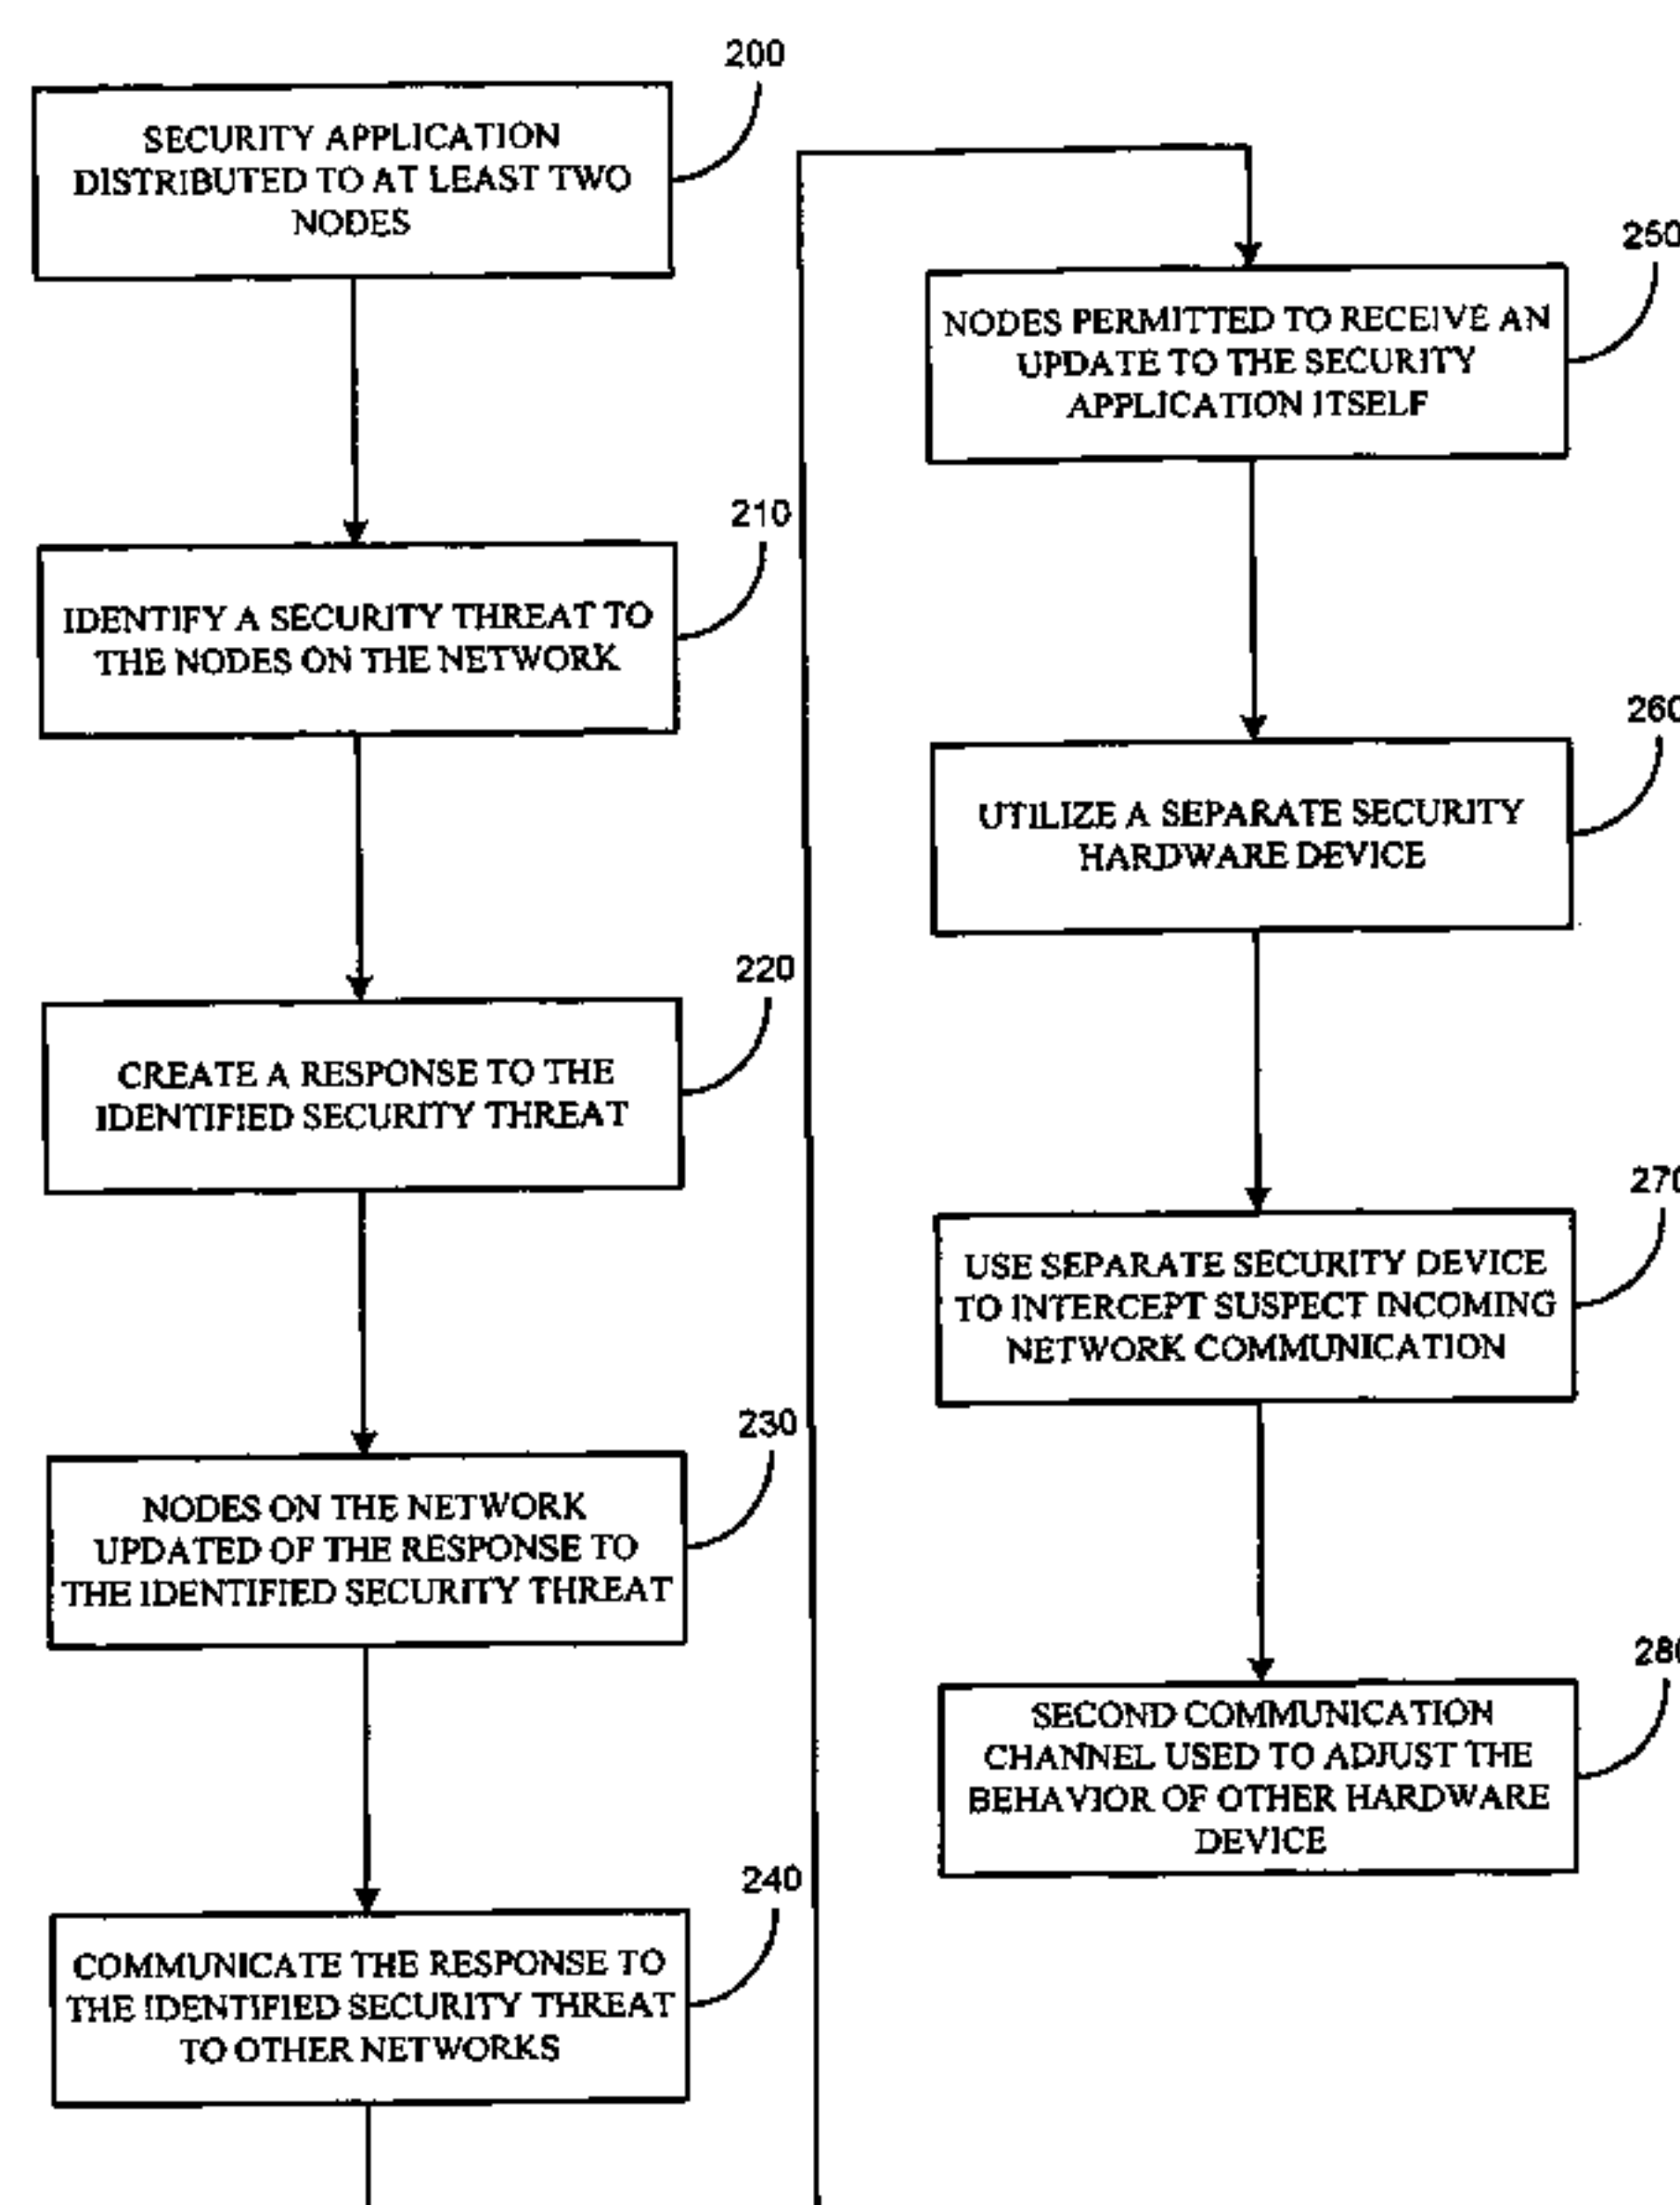 200
SECURITY APPLICATION
DISTRIBUTED TO AT LEAST TWO
NODES
210
IDENTIFY A SECURITY THREAT TO
THE NODES ON THE NETWORK
220
CREATE A RESPONSE TO THE
IDENTIFIED SECURITY THREAT
230
NODES ON THE NETWORK
UPDATED OF THE RESPONSE TO
THE IDENTIFIED SECURITY THREAT
240
COMMUNICATE THE RESPONSE TO
THE IDENTIFIED SECURITY THREAT
TO OTHER NETWORKS
250
NODES PERMITTED TO RECEIVE AN
UPDATE TO THE SECURITY
APPLICATION ITSELF
260
UTILIZE A SEPARATE SECURITY
HARDWARE DEVICE
270
USE SEPARATE SECURITY DEVICE
TO INTERCEPT SUSPECT INCOMING
NETWORK COMMUNICATION
280
SECOND COMMUNICATION
CHANNEL USED TO ADJUST THE
BEHAVIOR OF OTHER HARDWARE
DEVICE